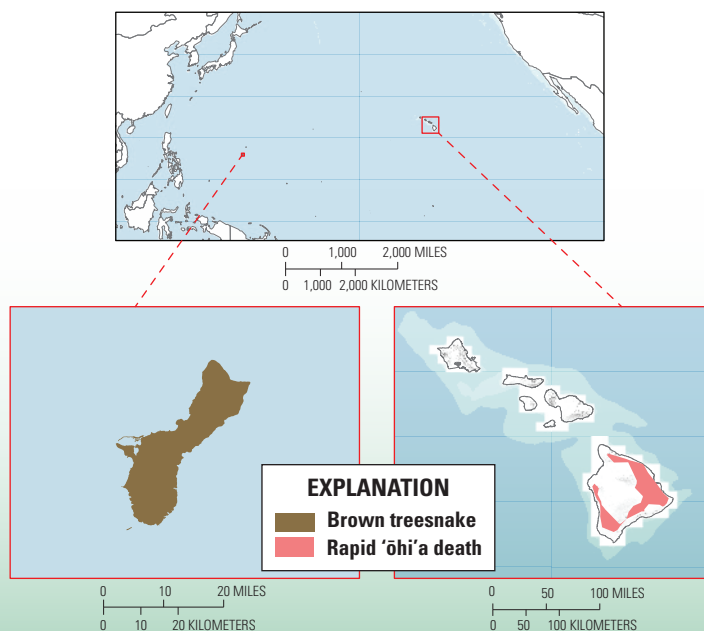 0 1,000 2,000 MILES
0 1,000 2,000 KILOMETERS
EXPLANATION
Brown treesnake
Rapid ‘ōhi’a death
0 10 20 MILES
0 10 20 KILOMETERS
0 50 100 MILES
0 50 100 KILOMETERS